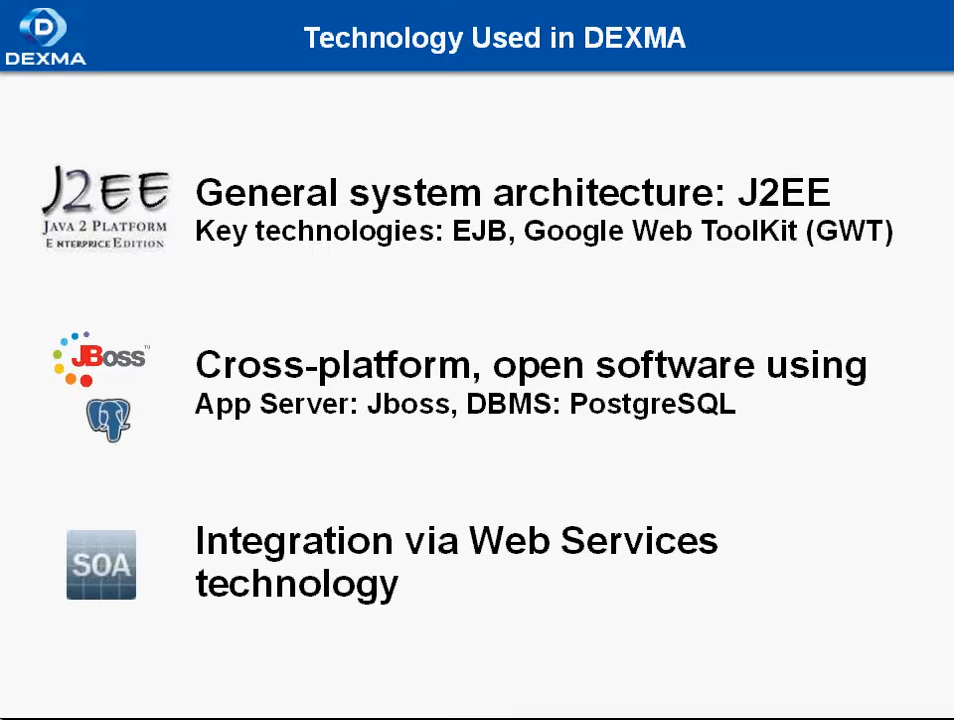 DEXMA
Technology Used in DEXMA
J2EE
JAVA 2 PLATFORM
ENTERPRICE EDITION
General system architecture: J2EE
Key technologies: EJB, Google Web ToolKit (GWT)
JBoss™
Cross-platform, open software using
App Server: Jboss, DBMS: PostgreSQL
SOA
Integration via Web Services
technology